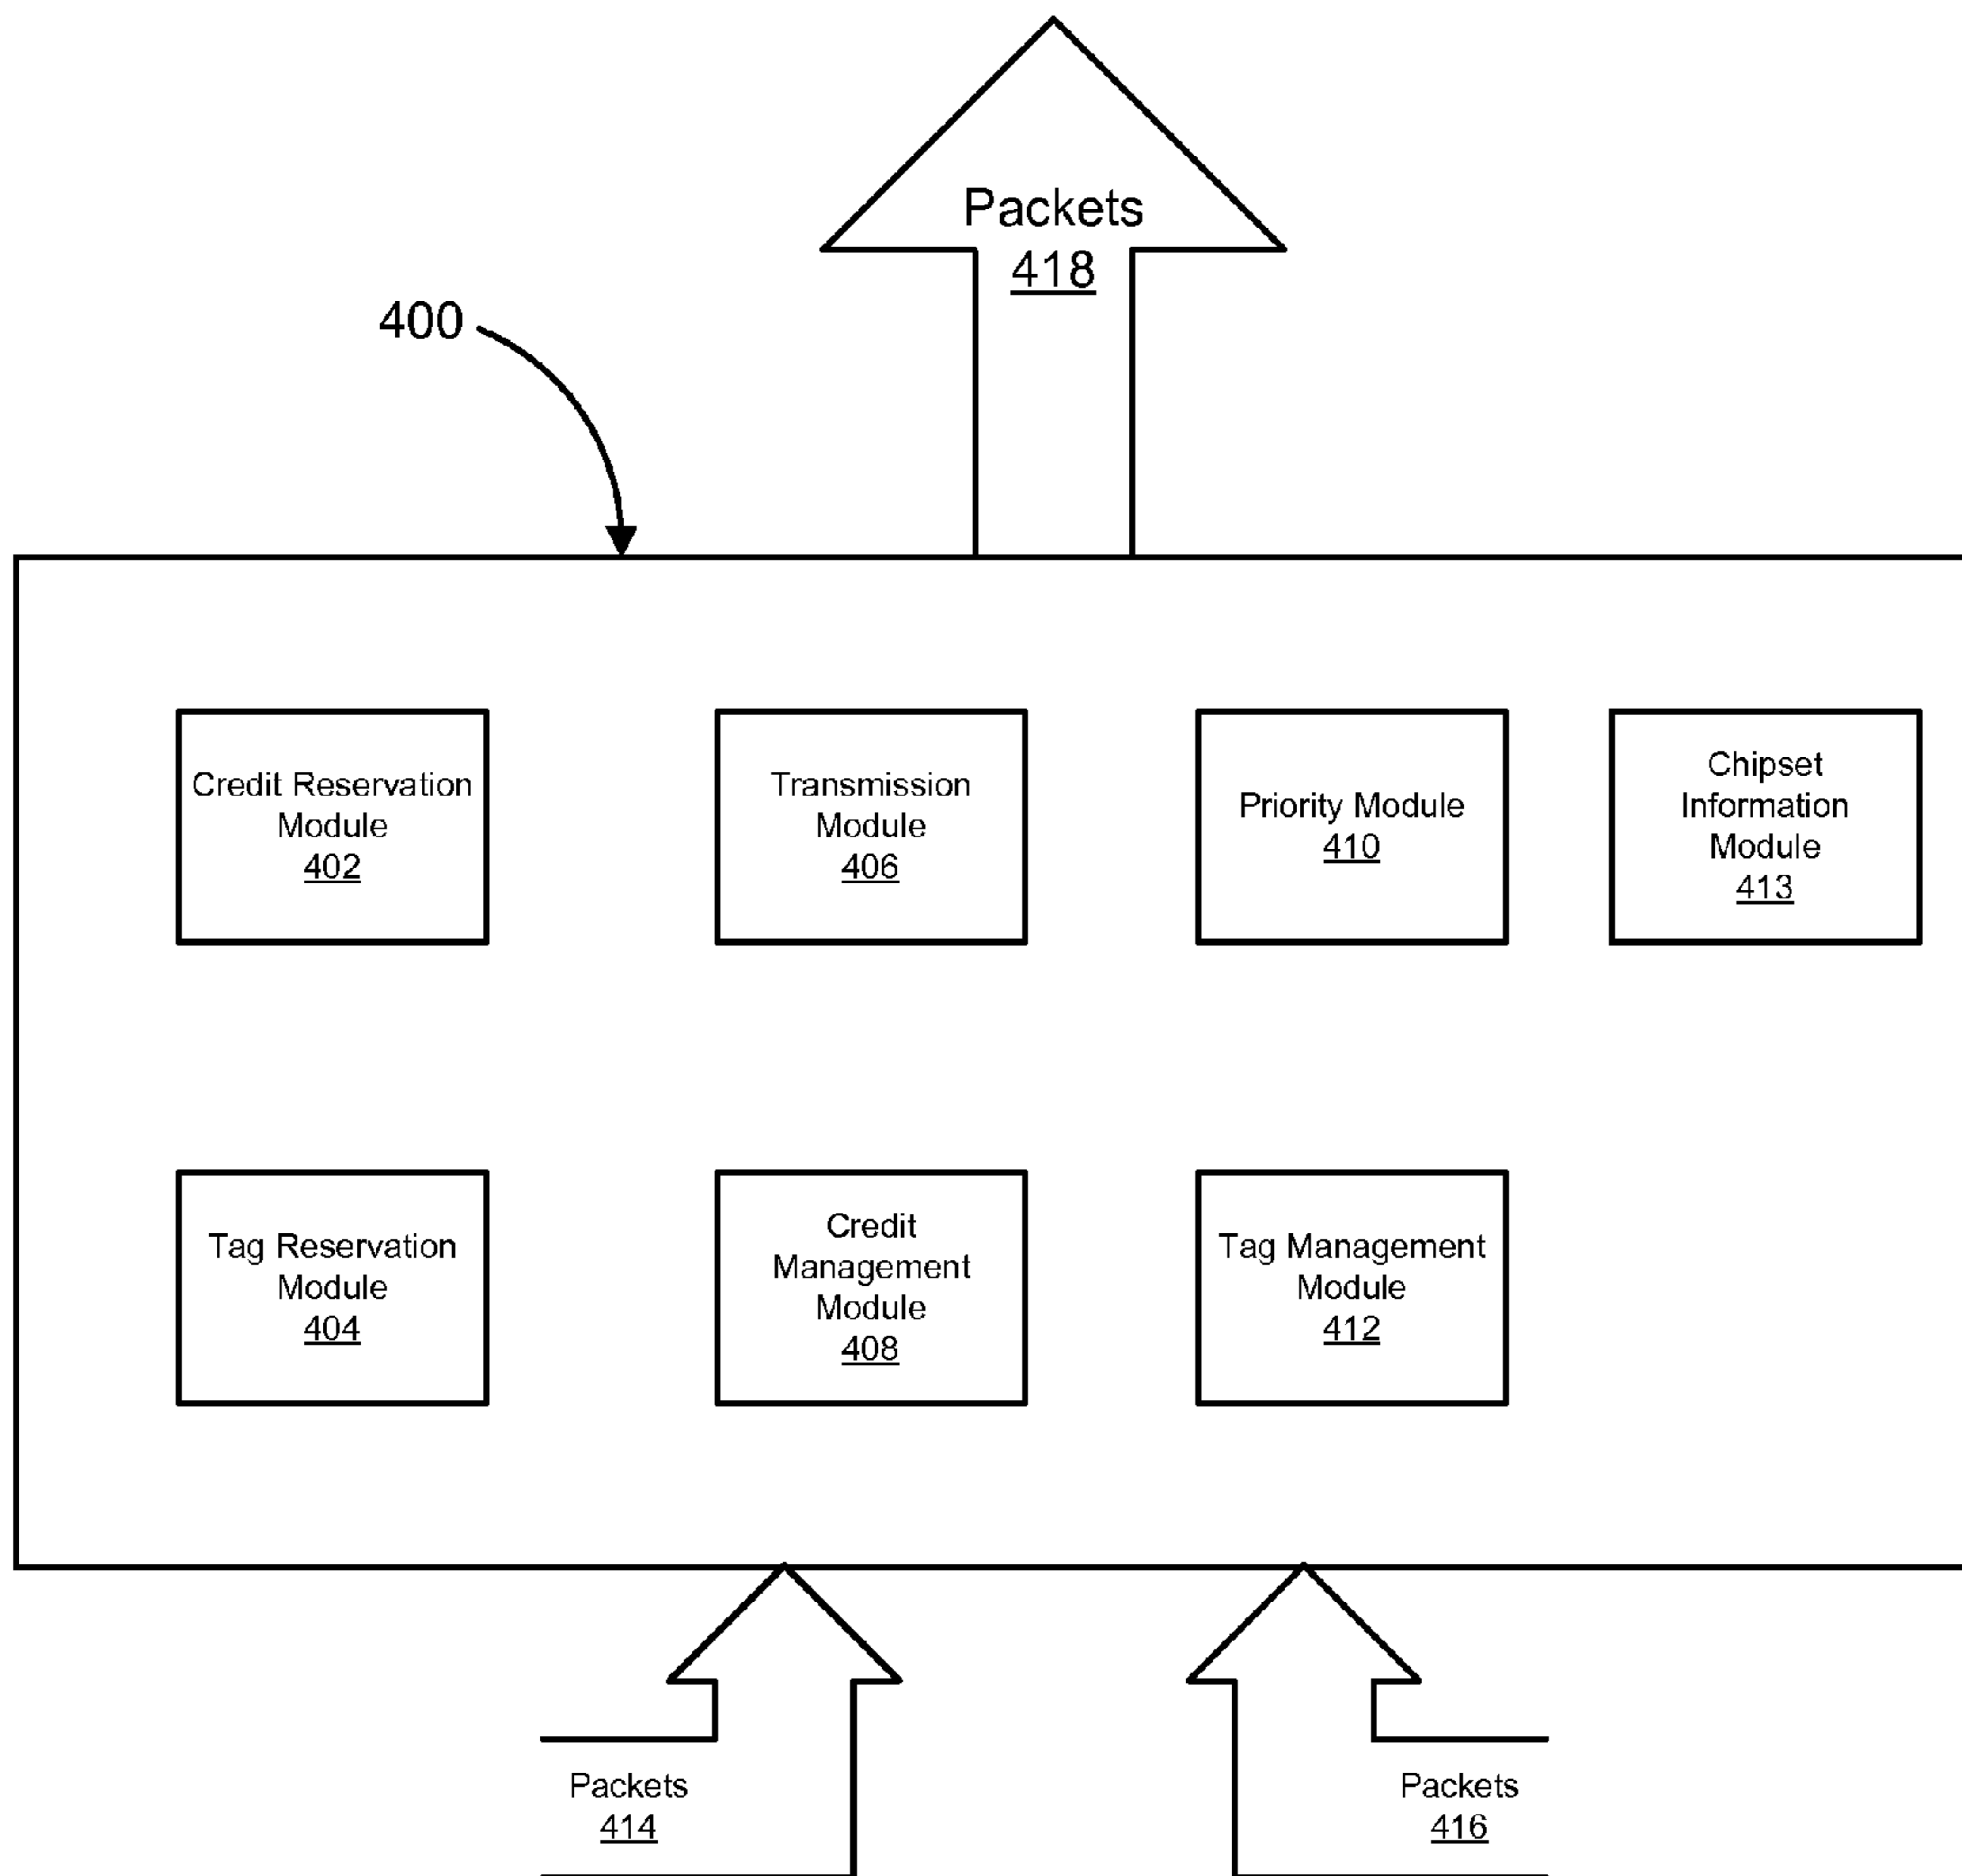 Packets
418
400
Credit Reservation
Module
402
Transmission
Module
406
Priority Module
410
Chipset
Information
Module
413
Tag Reservation
Module
404
Credit
Management
Module
408
Tag Management
Module
412
Packets
414
Packets
416